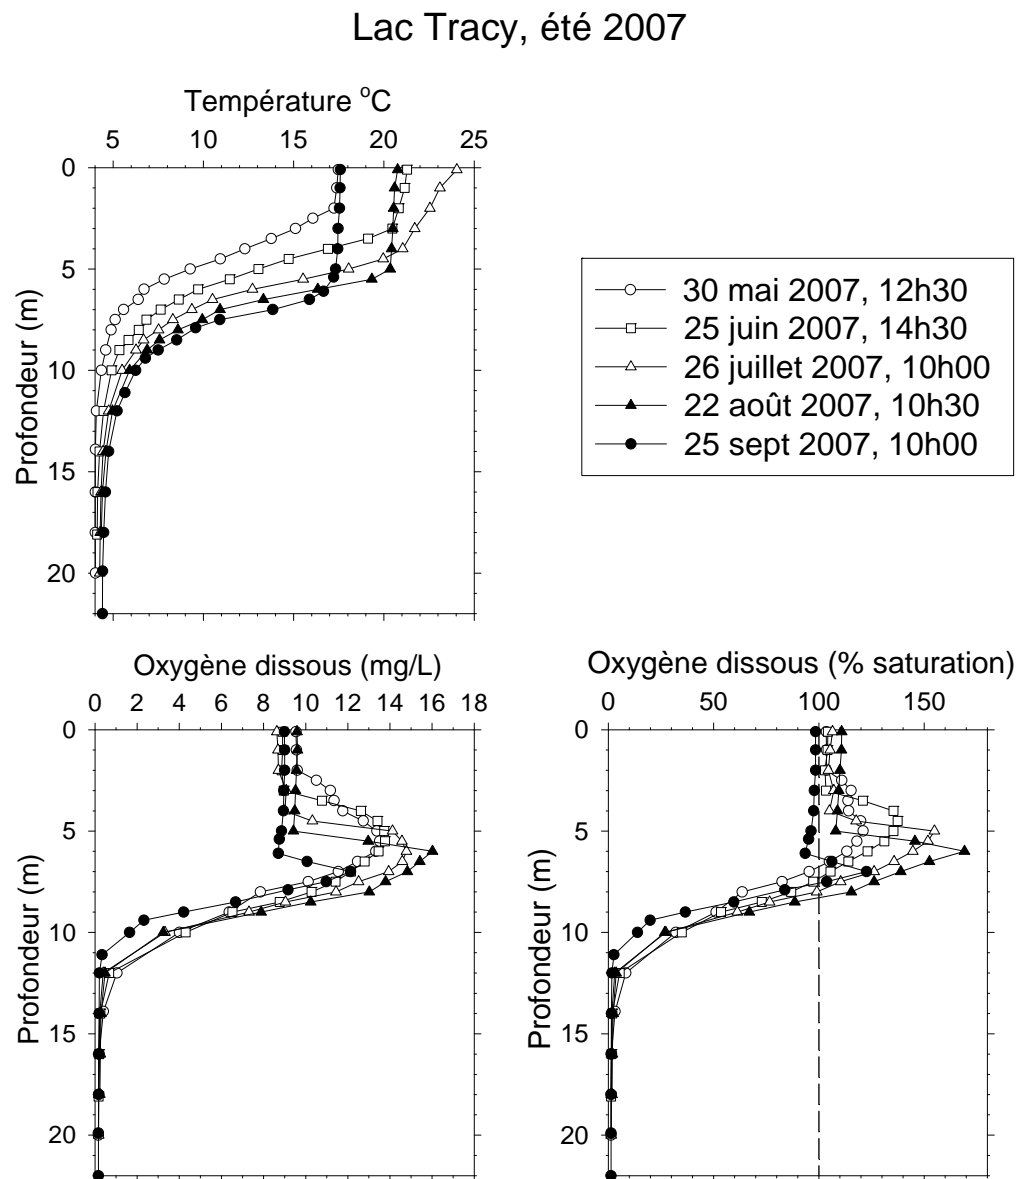 Lac Tracy, été 2007
Température °C
5 10 15 20 25
0
5
10
15
20
Profondeur (m)
30 mai 2007, 12h30
25 juin 2007, 14h30
26 juillet 2007, 10h00
22 août 2007, 10h30
25 sept 2007, 10h00
Oxygène dissous (mg/L)
0 2 4 6 8 10 12 14 16 18
0
5
10
15
20
Profondeur (m)
Oxygène dissous (% saturation)
0 50 100 150
0
5
10
15
20
Profondeur (m)